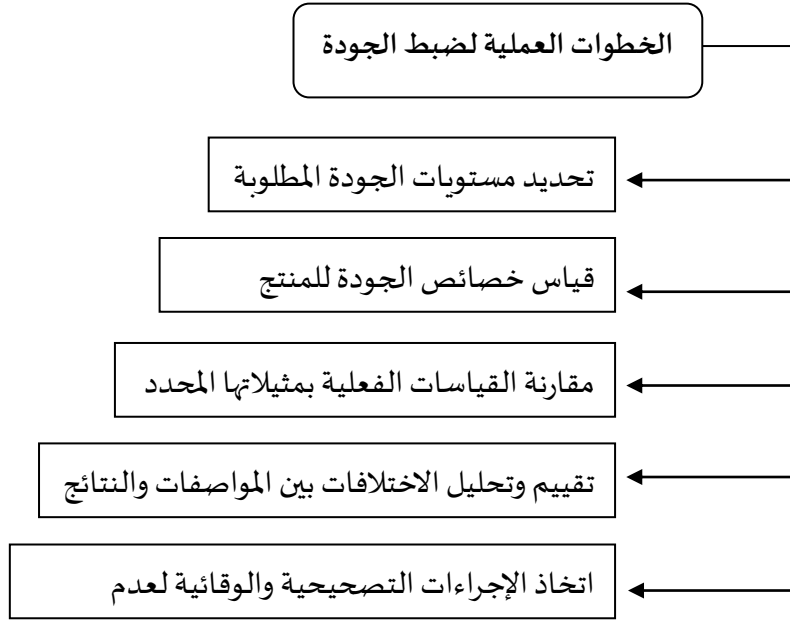 الخطوات العملية لضبط الجودة
تحديد مستويات الجودة المطلوبة
قياس خصائص الجودة للمنتج
مقارنة القياسات الفعلية بمثيلاتها المحدد
تقييم وتحليل الاختلافات بين المواصفات والنتائج
اتخاذ الإجراءات التصحيحية والوقائية لعدم